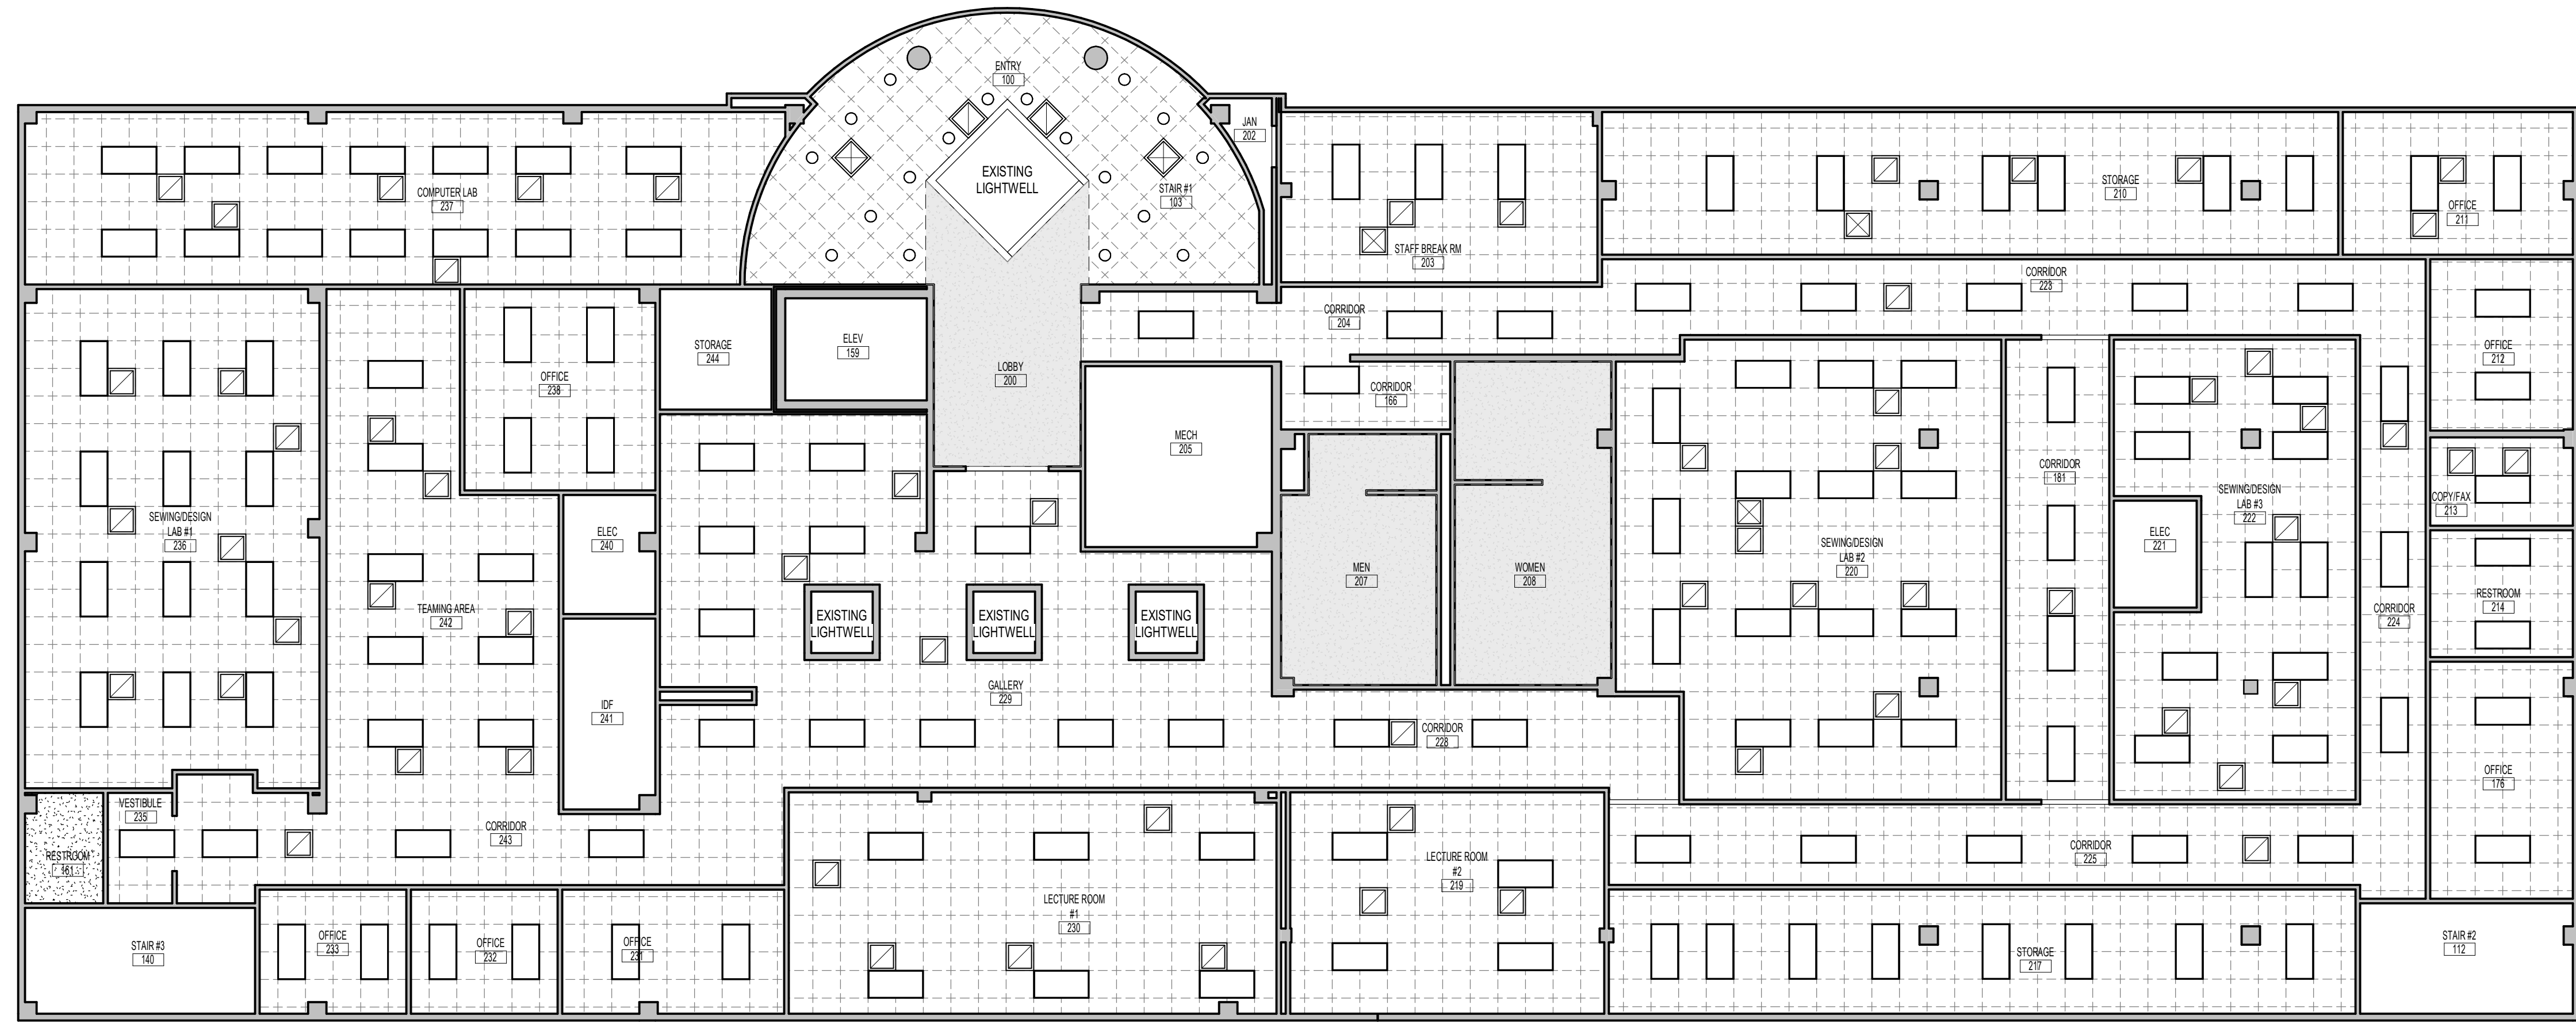 ENTRY
100
JAN
202
EXISTING
LIGHTWELL
STAIR #1
103
COMPUTER LAB
237
STAFF BREAK RM
203
STORAGE
210
OFFICE
211
CORRIDOR
223
CORRIDOR
204
ELEV
159
STORAGE
244
OFFICE
238
LOBBY
200
CORRIDOR
166
OFFICE
212
MECH
205
CORRIDOR
181
SEWING/DESIGN
LAB #3
222
COPY/FAX
213
SEWING/DESIGN
LAB #1
236
ELEC
240
ELEC
221
SEWING/DESIGN
LAB #2
220
MEN
207
WOMEN
208
RESTROOM
214
TEAMING AREA
242
EXISTING
LIGHTWELL
EXISTING
LIGHTWELL
EXISTING
LIGHTWELL
CORRIDOR
224
GALLERY
229
IDF
241
CORRIDOR
228
OFFICE
176
VESTIBULE
235
CORRIDOR
243
RESTROOM
161
CORRIDOR
225
LECTURE ROOM
#2
219
LECTURE ROOM
#1
230
STAIR #3
140
OFFICE
233
OFFICE
232
OFFICE
231
STORAGE
217
STAIR #2
112